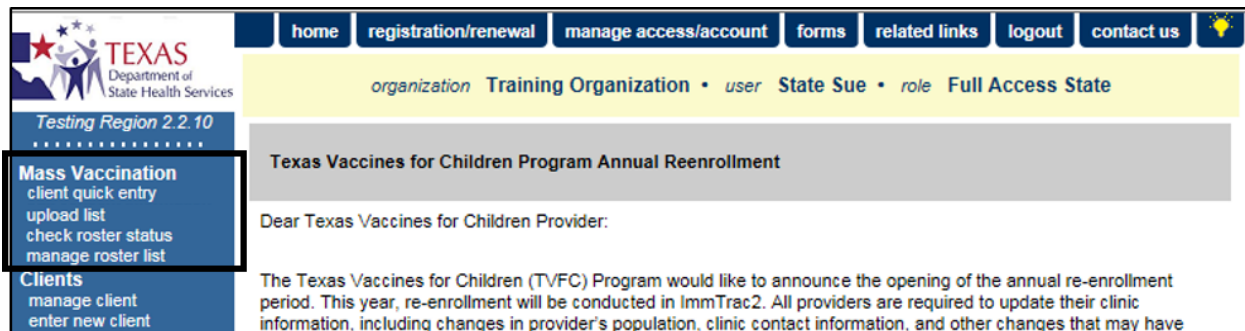 TEXAS
Department of
State Health Services
home registration/renewal manage access/account forms related links logout contact us
organization Training Organization • user State Sue • role Full Access State
Testing Region 2.2.10
Mass Vaccination
client quick entry
upload list
check roster status
manage roster list
Clients
manage client
enter new client
Texas Vaccines for Children Program Annual Reenrollment
Dear Texas Vaccines for Children Provider:
The Texas Vaccines for Children (TVFC) Program would like to announce the opening of the annual re-enrollment
period. This year, re-enrollment will be conducted in ImmTrac2. All providers are required to update their clinic
information, including changes in provider's population, clinic contact information, and other changes that may have